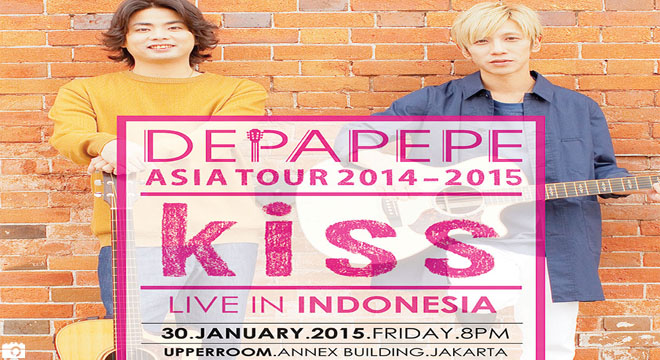 DEPAPEPE
ASIA TOUR 2014-2015
kiss
LIVE IN INDONESIA
30.JANUARY.2015.FRIDAY.8PM
UPPERROOM.ANNEX BUILDING.JAKARTA